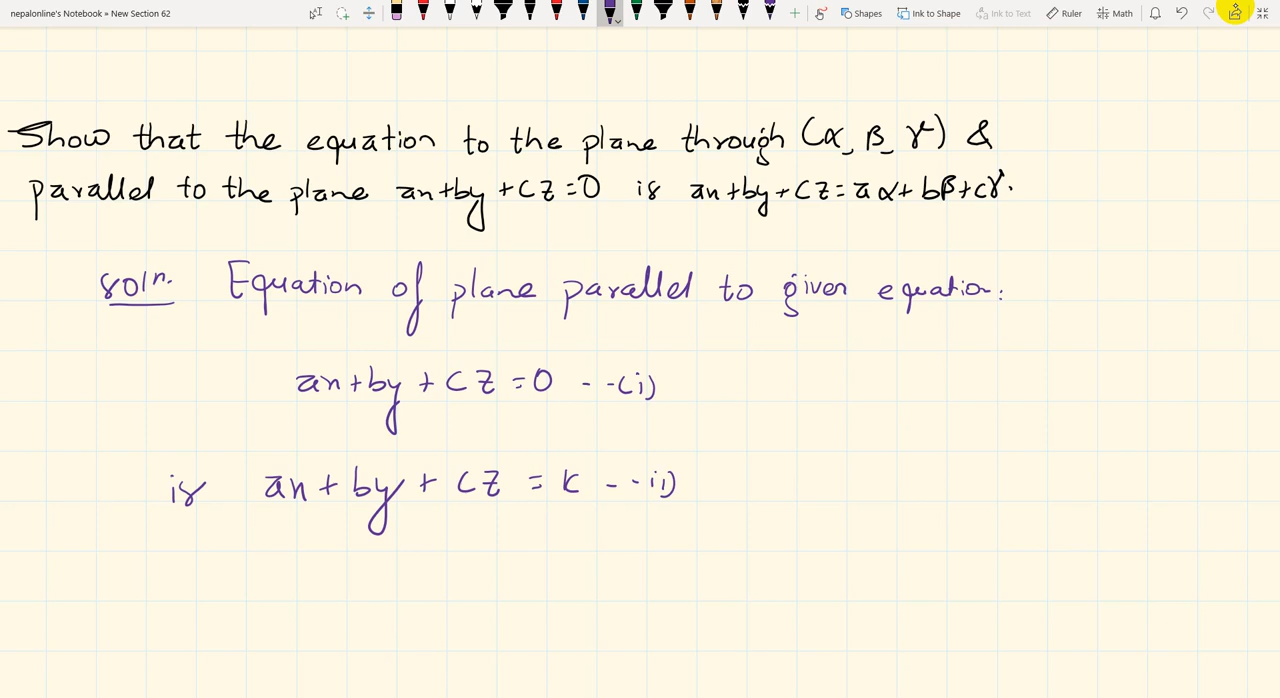 nepalonline's Notebook » New Section 62
Shapes Ink to Shape Ink to Text Ruler Math
Show that the equation to the plane through (α, β, γ) &
parallel to the plane ax+by+cz=0 is ax+by+cz=aα+bβ+cγ.
Soln. Equation of plane parallel to given equation:
ax+by+cz=0 --(i)
is ax+by+cz=k --ii)